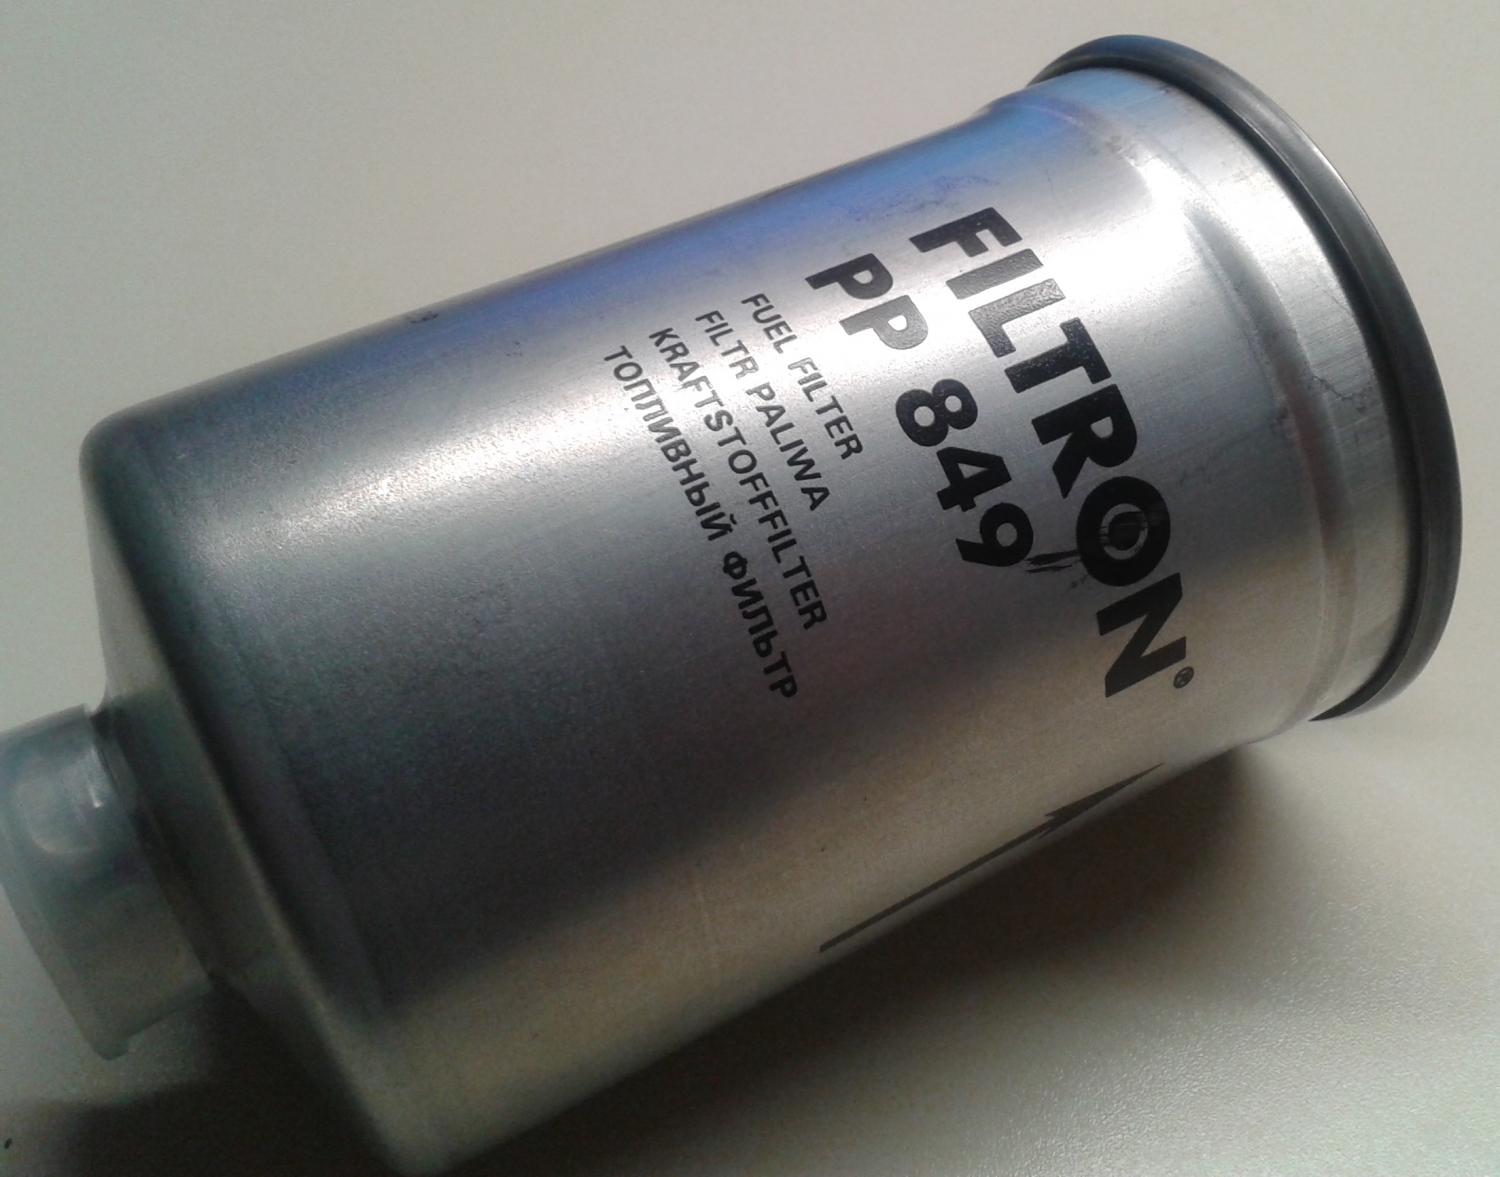 FILTRON®
PP 849
FUEL FILTER
FILTR PALIWA
KRAFTSTOFFFILTER
ТОПЛИВНЫЙ ФИЛЬТР